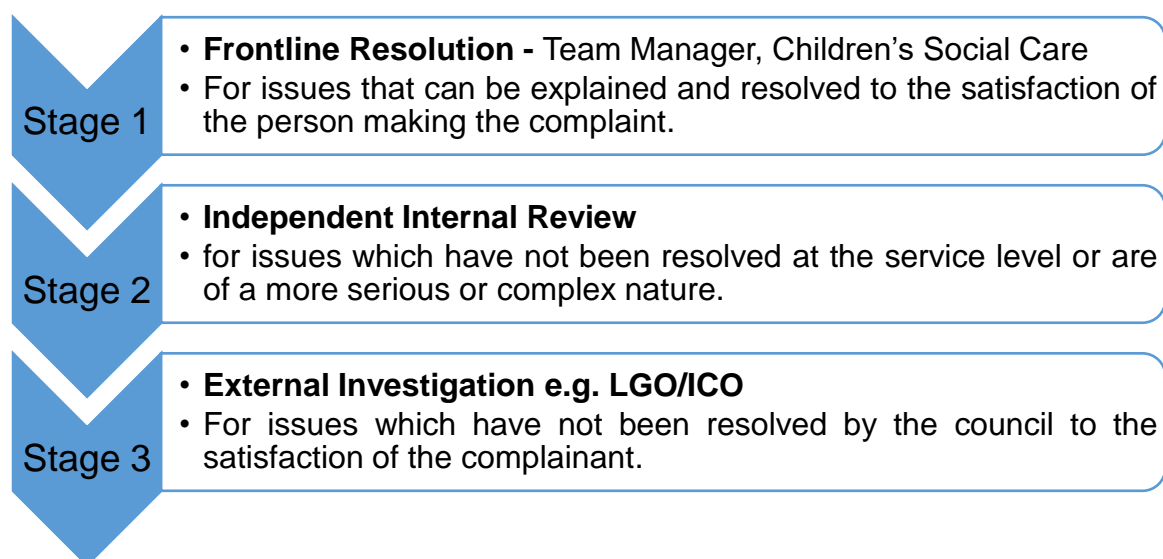 Stage 1
• Frontline Resolution - Team Manager, Children's Social Care
• For issues that can be explained and resolved to the satisfaction of
the person making the complaint.
Stage 2
• Independent Internal Review
• for issues which have not been resolved at the service level or are
of a more serious or complex nature.
Stage 3
• External Investigation e.g. LGO/ICO
• For issues which have not been resolved by the council to the
satisfaction of the complainant.